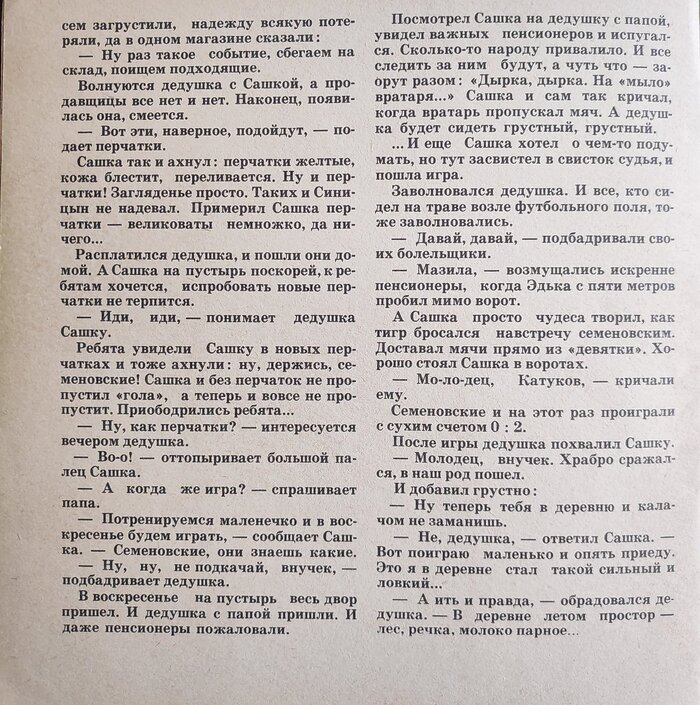 сем загрустили, надежду всякую поте-
ряли, да в одном магазине сказали:
— Ну раз такое событие, сбегаем на
склад, поищем подходящие.
Волнуются дедушка с Сашкой, а про-
давщицы все нет и нет. Наконец, появи-
лась она, смеется.
— Вот эти, наверное, подойдут, — по-
дает перчатки.
Сашка так и ахнул: перчатки желтые,
кожа блестит, переливается. Ну и пер-
чатки! Загляденье просто. Таких и Сини-
цын не надевал. Примерил Сашка пер-
чатки — великоваты немножко, да ни-
чего...
Расплатился дедушка, и пошли они до-
мой. А Сашка на пустырь поскорей, к ре-
бятам хочется, испробовать новые пер-
чатки не терпится.
— Иди, иди, — понимает дедушка
Сашку.
Ребята увидели Сашку в новых пер-
чатках и тоже ахнули: ну, держись, се-
меновские! Сашка и без перчаток не про-
пустил «гола», а теперь и вовсе не про-
пустит. Приободрились ребята...
— Ну, как перчатки? — интересуется
вечером дедушка.
— Во-о! — оттопыривает большой па-
лец Сашка.
— А когда же игра? — спрашивает
папа.
— Потренируемся маленечко и в вос-
кресенье будем играть, — сообщает Саш-
ка. — Семеновские, они знаешь какие.
— Ну, ну, не подкачай, внучек, —
подбадривает дедушка.
В воскресенье на пустырь весь двор
пришел. И дедушка с папой пришли. И
даже пенсионеры пожаловали.
Посмотрел Сашка на дедушку с папой,
увидел важных пенсионеров и испугал-
ся. Сколько-то народу привалило. И все
следить за ним будут, а чуть что — за-
орут разом: «Дырка, дырка. На «мыло»
вратаря...» Сашка и сам так кричал,
когда вратарь пропускал мяч. А дедуш-
ка будет сидеть грустный, грустный.
...И еще Сашка хотел о чем-то поду-
мать, но тут засвистел в свисток судья, и
пошла игра.
Заволновался дедушка. И все, кто си-
дел на траве возле футбольного поля, то-
же заволновались.
— Давай, давай, — подбадривали сво-
их болельщики.
— Мазила, — возмущались искренне
пенсионеры, когда Эдька с пяти метров
пробил мимо ворот.
А Сашка просто чудеса творил, как
тигр бросался навстречу семеновским.
Доставал мячи прямо из «девятки». Хо-
рошо стоял Сашка в воротах.
— Мо-ло-дец, Катуков, — кричали
ему.
Семеновские и на этот раз проиграли
с сухим счетом 0 : 2.
После игры дедушка похвалил Сашку.
— Молодец, внучек. Храбро сражал-
ся, в наш род пошел.
И добавил грустно:
— Ну теперь тебя в деревню и кала-
чом не заманишь.
— Не, дедушка, — ответил Сашка. —
Вот поиграю маленько и опять приеду.
Это я в деревне стал такой сильный и
ловкий...
— А ить и правда, — обрадовался де-
душка. — В деревне летом простор —
лес, речка, молоко парное...